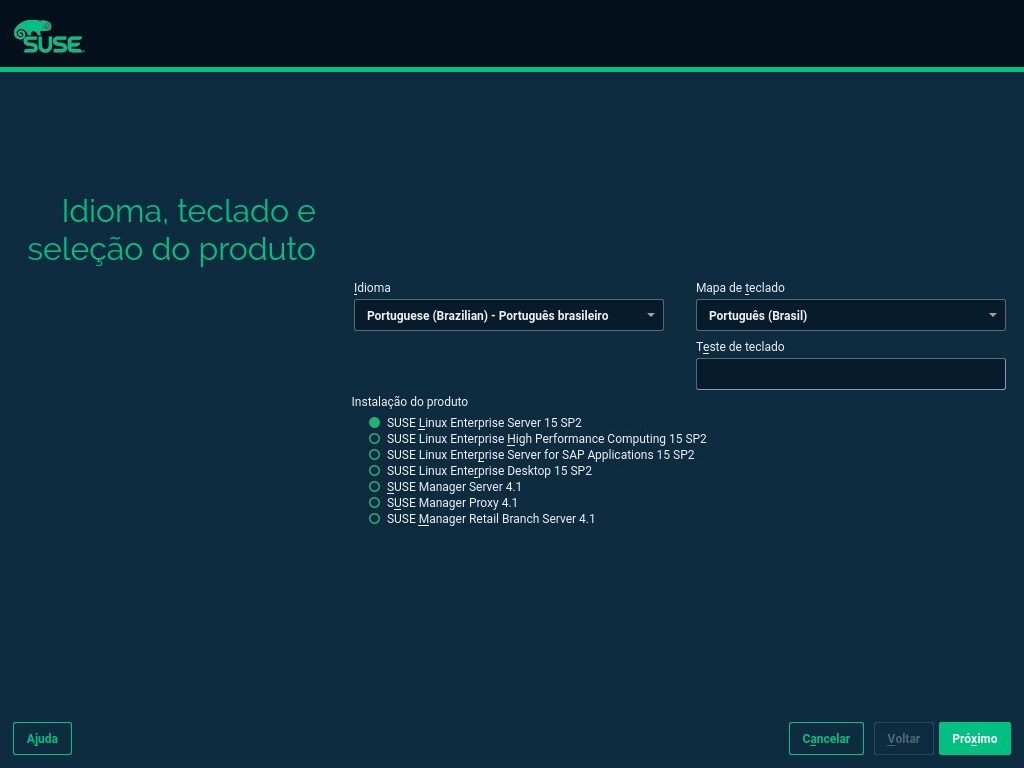 SUSE
Idioma, teclado e
seleção do produto
Idioma
Mapa de teclado
Portuguese (Brazilian) - Português brasileiro
Português (Brasil)
Teste de teclado
Instalação do produto
SUSE Linux Enterprise Server 15 SP2
SUSE Linux Enterprise High Performance Computing 15 SP2
SUSE Linux Enterprise Server for SAP Applications 15 SP2
SUSE Linux Enterprise Desktop 15 SP2
SUSE Manager Server 4.1
SUSE Manager Proxy 4.1
SUSE Manager Retail Branch Server 4.1
Ajuda
Cancelar
Voltar
Próximo